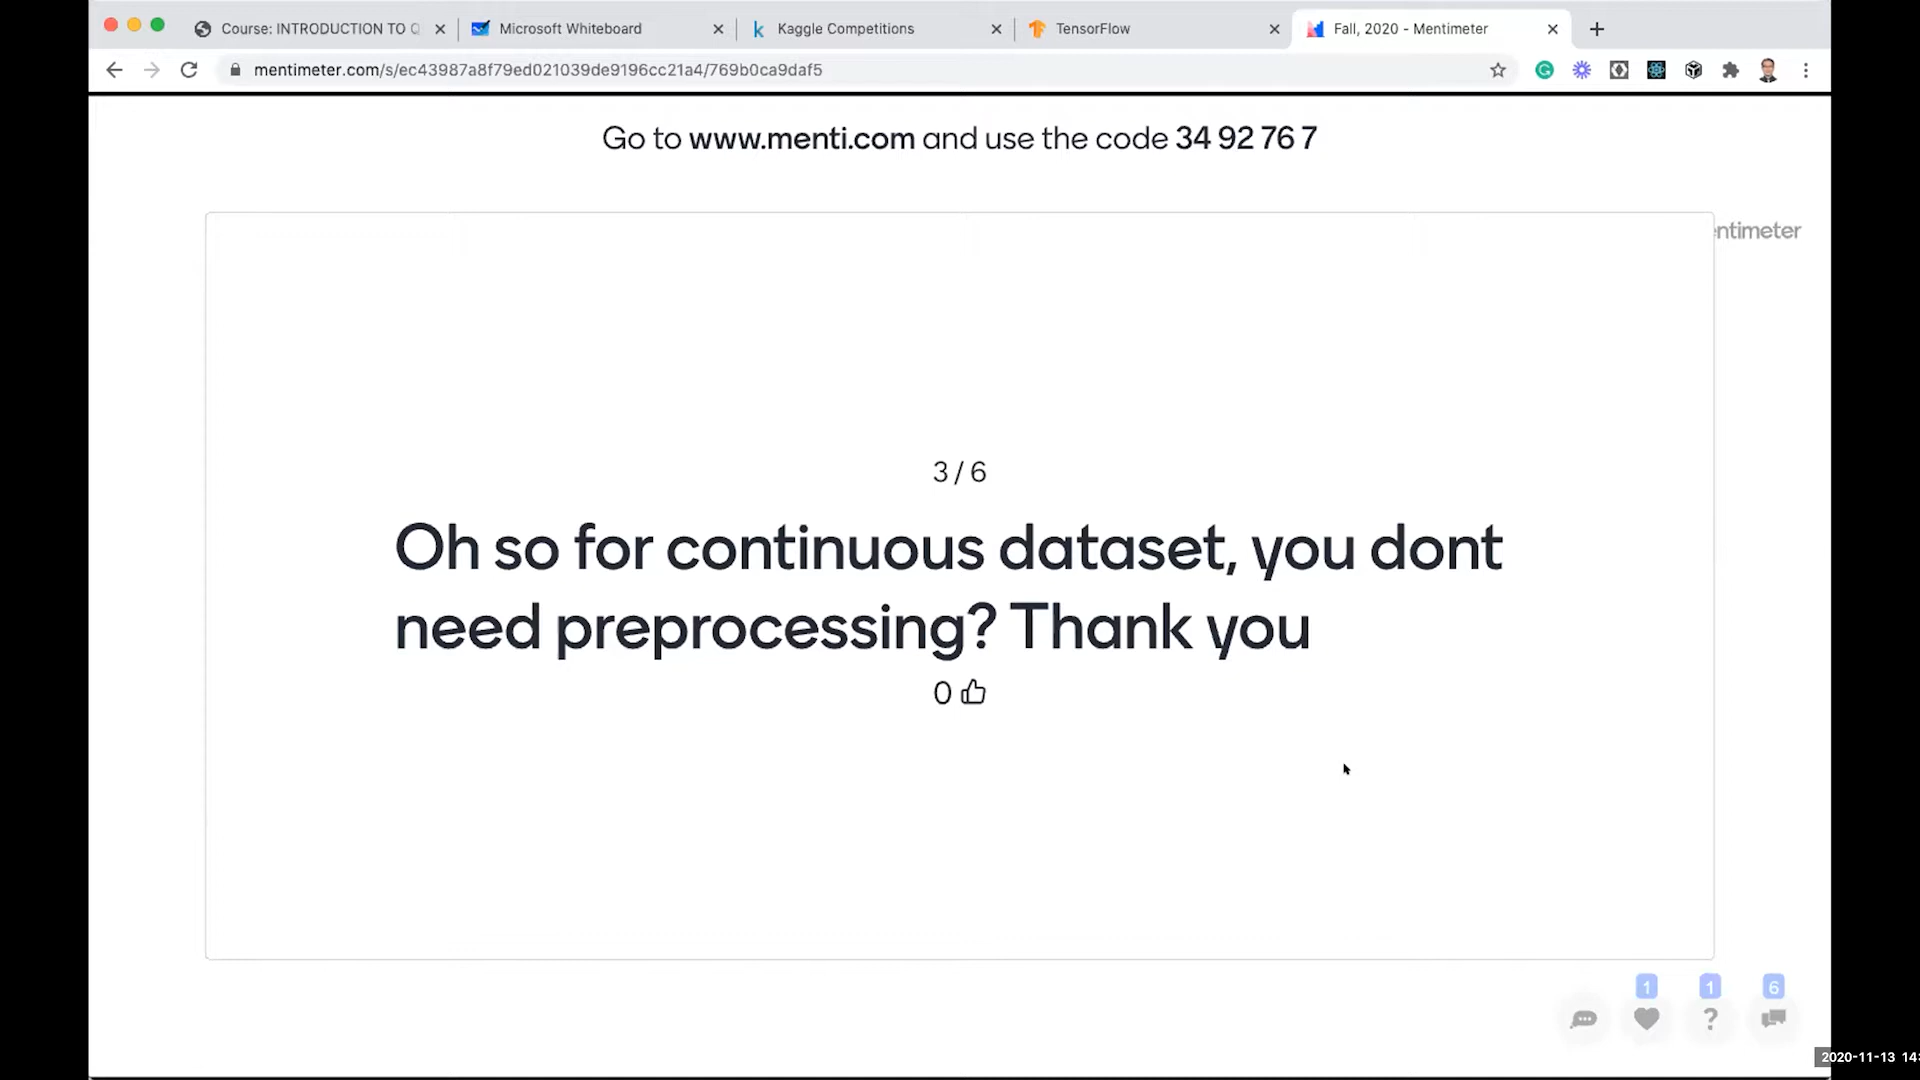 Course: INTRODUCTION TO Q
Microsoft Whiteboard
Kaggle Competitions
TensorFlow
Fall, 2020 - Mentimeter
mentimeter.com/s/ec43987a8f79ed021039de9196cc21a4/769b0ca9daf5
Go to www.menti.com and use the code 34 92 76 7
entimeter
3 / 6
Oh so for continuous dataset, you dont
need preprocessing? Thank you
0
1 1 6
?
2020-11-13 14: